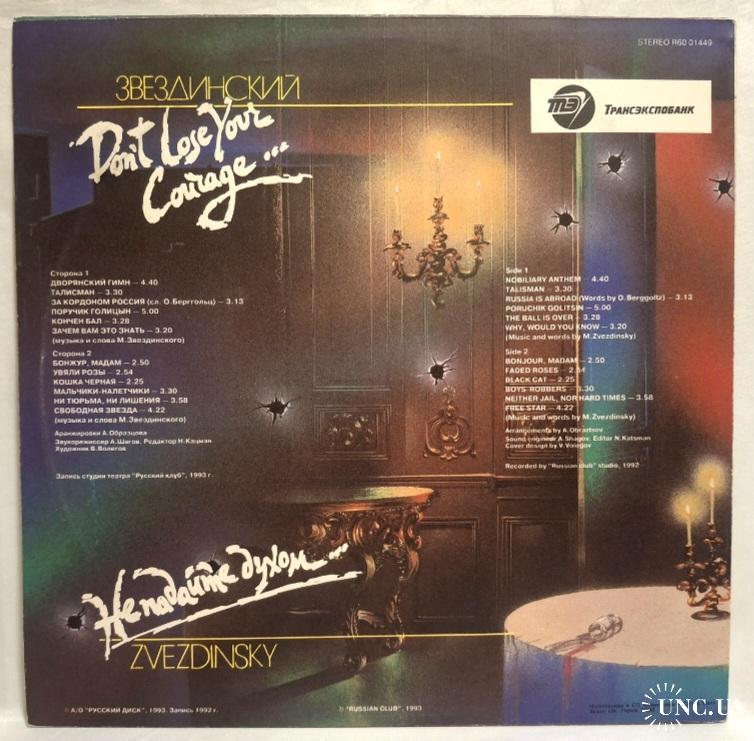 STEREO R60 01449
ЗВЕЗДИНСКИЙ
ТЭ ТРАНСЭКСПОБАНК
Don't Lose Your
Courage...
Сторона 1
ДВОРЯНСКИЙ ГИМН — 4.40
ТАЛИСМАН — 3.30
ЗА КОРДОНОМ РОССИЯ (сл. О.Берггольц) — 3.13
ПОРУЧИК ГОЛИЦЫН — 5.00
КОНЧЕН БАЛ — 3.28
ЗАЧЕМ ВАМ ЭТО ЗНАТЬ — 3.20
(музыка и слова М.Звездинского)
Сторона 2
БОНЖУР, МАДАМ — 2.50
УВЯЛИ РОЗЫ — 2.54
КОШКА ЧЕРНАЯ — 2.25
МАЛЬЧИКИ-НАЛЕТЧИКИ — 3.30
НИ ТЮРЬМА, НИ ЛИШЕНИЯ — 3.58
СВОБОДНАЯ ЗВЕЗДА — 4.22
(музыка и слова М.Звездинского)
Аранжировки А.Образцова
Звукорежиссер А.Шагов. Редактор Н.Кацман
Художник В.Волегов
Запись студии театра "Русский клуб", 1993 г.
Side 1
NOBILIARY ANTHEM — 4.40
TALISMAN — 3.30
RUSSIA IS ABROAD (Words by O.Berggoltz) — 3.13
PORUCHIK GOLITSIN — 5.00
THE BALL IS OVER — 3.28
WHY, WOULD YOU KNOW — 3.20
(Music and words by M.Zvezdinsky)
Side 2
BONJOUR, MADAM — 2.50
FADED ROSES — 2.54
BLACK CAT — 2.25
BOYS-ROBBERS — 3.30
NEITHER JAIL, NOR HARD TIMES — 3.58
FREE STAR — 4.22
(Music and words by M.Zvezdinsky)
Arrangements by A.Obraztsov
Sound engineer A.Shagov. Editor N.Katsman
Cover design by V.Volegov
Recorded by "Russian club" studio, 1992
Не падайте духом...
ZVEZDINSKY
© А/О "РУССКИЙ ДИСК", 1993. Запись 1992 г.
"RUSSIAN CLUB", 1993
UNC.U